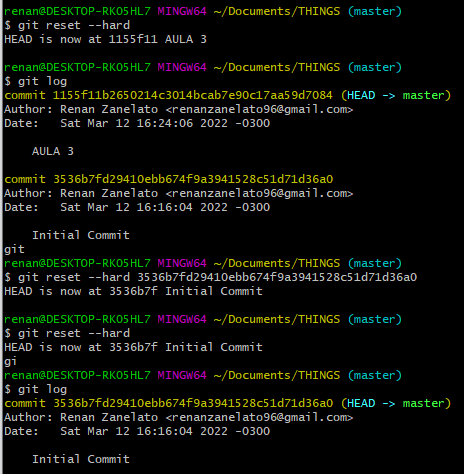 renan@DESKTOP-RKO5HL7 MINGW64 ~/Documents/THINGS (master)
$ git reset --hard
HEAD is now at 1155f11 AULA 3
renan@DESKTOP-RKO5HL7 MINGW64 ~/Documents/THINGS (master)
$ git log
commit 1155f11b2650214c3014bcab7e90c17aa59d7084 (HEAD -> master)
Author: Renan Zanelato <renanzanelato96@gmail.com>
Date:   Sat Mar 12 16:24:06 2022 -0300
    AULA 3
commit 3536b7fd29410ebb674f9a3941528c51d71d36a0
Author: Renan Zanelato <renanzanelato96@gmail.com>
Date:   Sat Mar 12 16:16:04 2022 -0300
    Initial Commit
git
renan@DESKTOP-RKO5HL7 MINGW64 ~/Documents/THINGS (master)
$ git reset --hard 3536b7fd29410ebb674f9a3941528c51d71d36a0
HEAD is now at 3536b7f Initial Commit
renan@DESKTOP-RKO5HL7 MINGW64 ~/Documents/THINGS (master)
$ git reset --hard
HEAD is now at 3536b7f Initial Commit
gi
renan@DESKTOP-RKO5HL7 MINGW64 ~/Documents/THINGS (master)
$ git log
commit 3536b7fd29410ebb674f9a3941528c51d71d36a0 (HEAD -> master)
Author: Renan Zanelato <renanzanelato96@gmail.com>
Date:   Sat Mar 12 16:16:04 2022 -0300
    Initial Commit